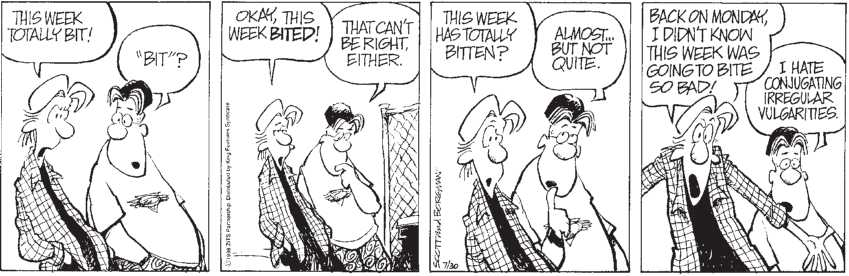 THIS WEEK
TOTALLY BIT!
"BIT"?
OKAY, THIS
WEEK BITED!
THAT CAN'T
BE RIGHT,
EITHER.
©1998 ZITS Partnership. Distributed by King Features Syndicate
THIS WEEK
HAS TOTALLY
BITTEN?
ALMOST...
BUT NOT
QUITE.
SCOTT and BORGMAN
7/30
BACK ON MONDAY,
I DIDN'T KNOW
THIS WEEK WAS
GOING TO BITE
SO BAD!
I HATE
CONJUGATING
IRREGULAR
VULGARITIES.